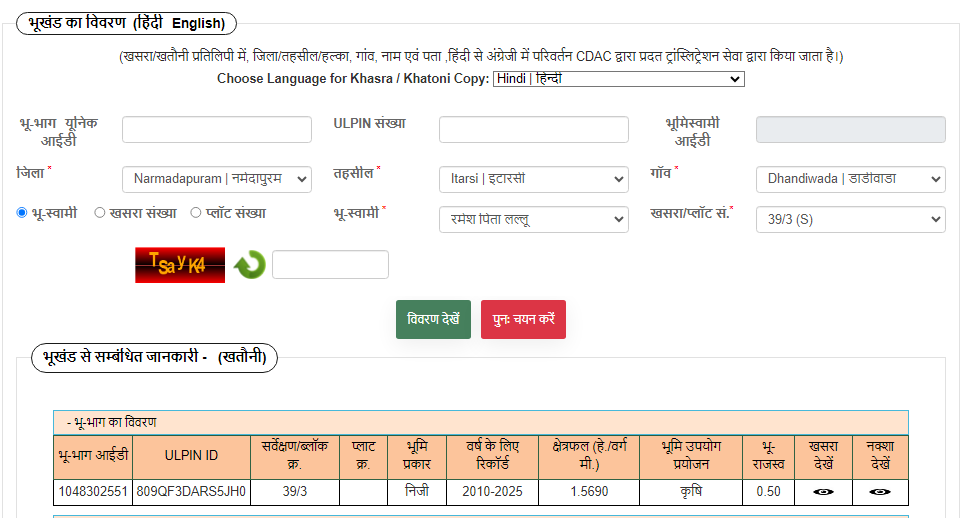 भूखंड का विवरण (हिंदी English)
(खसरा/खतौनी प्रतिलिपी में, जिला/तहसील/हल्का, गांव, नाम एवं पता ,हिंदी से अंग्रेजी में परिवर्तन CDAC द्वारा प्रदत ट्रांस्लिट्रेशन सेवा द्वारा किया जाता है।)
Choose Language for Khasra / Khatoni Copy: Hindi | हिन्दी
भू-भाग यूनिक आईडी ULPIN संख्या भूमिस्वामी आईडी
जिला * Narmadapuram | नर्मदापुरम तहसील * Itarsi | इटारसी गाँव * Dhandiwada | डाडीवाडा
भू-स्वामी खसरा संख्या प्लॉट संख्या भू-स्वामी * रमेश पिता लल्लू खसरा/प्लॉट सं.* 39/3 (S)
TSayK4
विवरण देखें पुनः चयन करें
भूखंड से सम्बंधित जानकारी - (खतौनी)
- भू-भाग का विवरण
भू-भाग आईडी ULPIN ID सर्वेक्षण/ब्लॉक क्र. प्लाट क्र. भूमि प्रकार वर्ष के लिए रिकॉर्ड क्षेत्रफल (हे./वर्ग मी.) भूमि उपयोग प्रयोजन भू-राजस्व खसरा देखें नक्शा देखें
1048302551 809QF3DARS5JH0 39/3 निजी 2010-2025 1.5690 कृषि 0.50